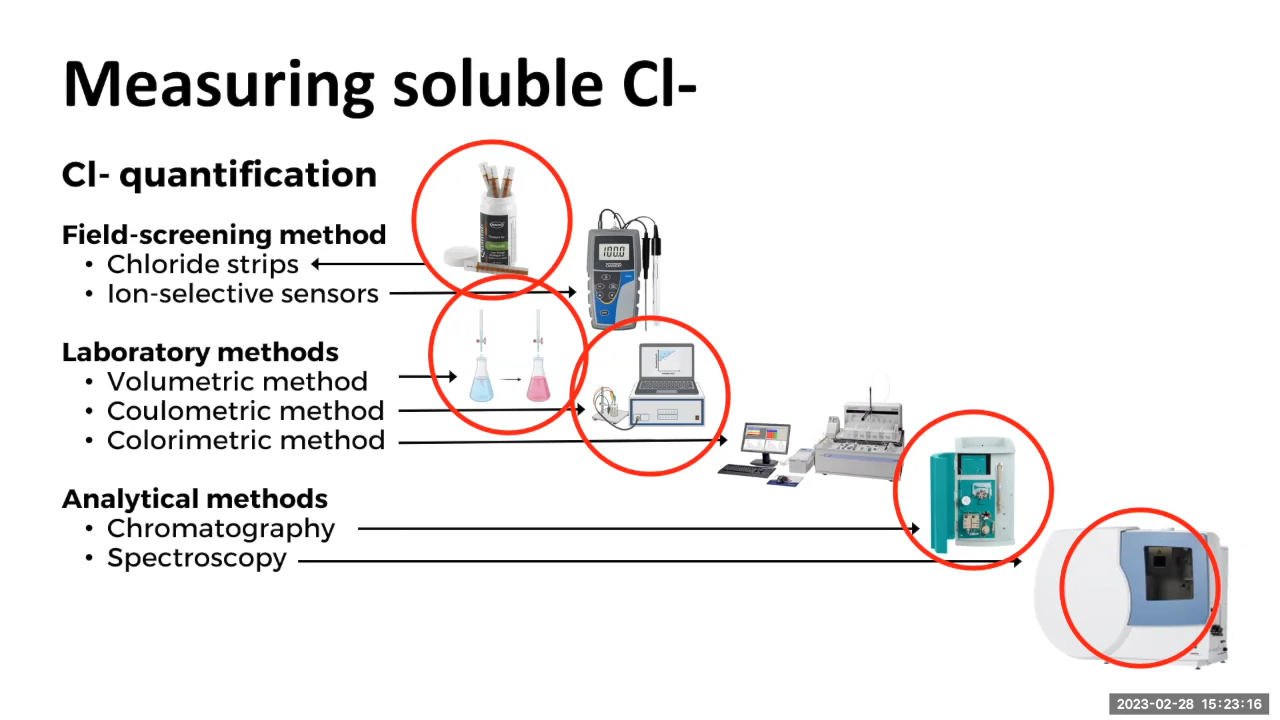 Measuring soluble Cl-
Cl- quantification
Field-screening method
• Chloride strips
• Ion-selective sensors
100.0
Laboratory methods
• Volumetric method
• Coulometric method
• Colorimetric method
Analytical methods
• Chromatography
• Spectroscopy
2023-02-28 15:23:16